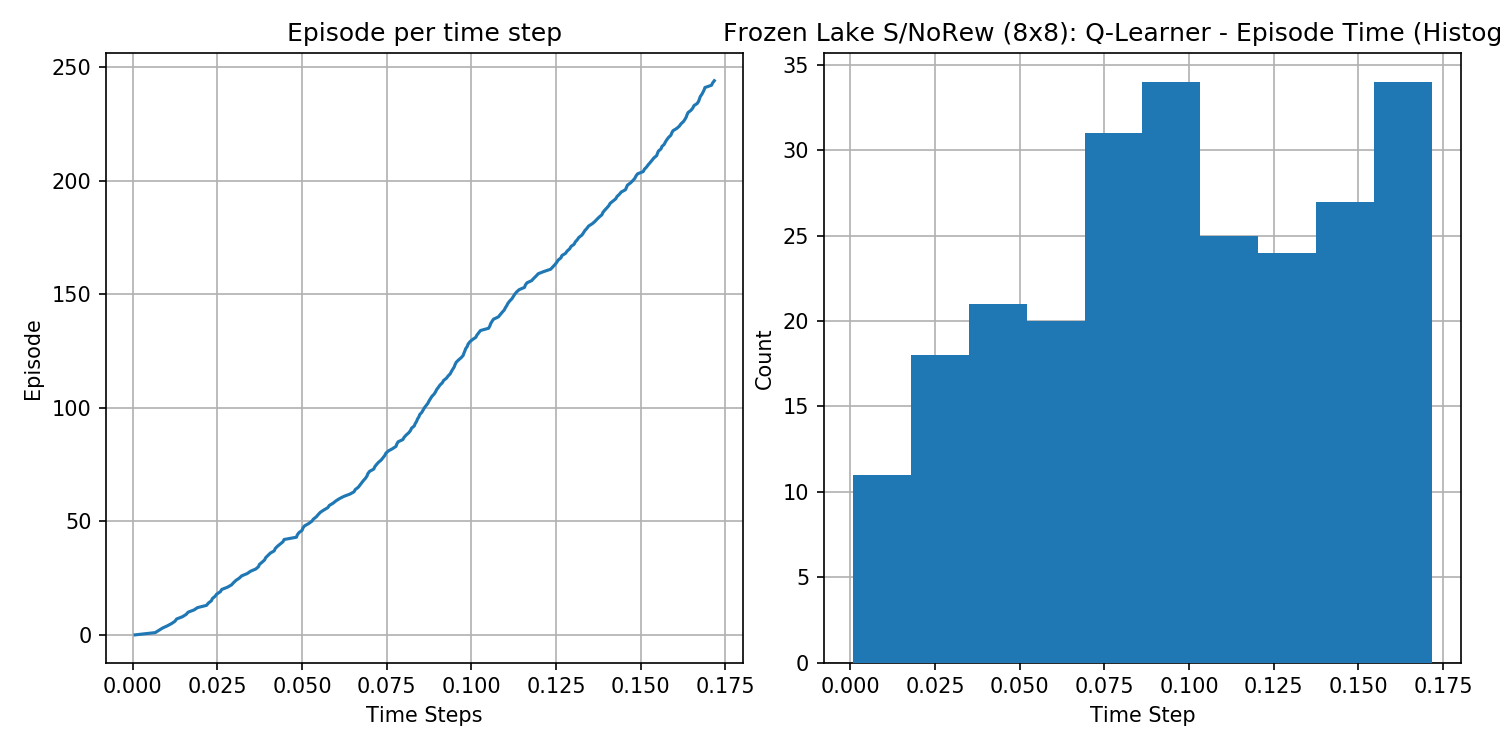 Episode per time step
Frozen Lake S/NoRew (8x8): Q-Learner - Episode Time (Histog
250
200
150
100
50
0
Episode
0.000 0.025 0.050 0.075 0.100 0.125 0.150 0.175
Time Steps
35
30
25
20
15
10
5
0
Count
0.000 0.025 0.050 0.075 0.100 0.125 0.150 0.175
Time Step